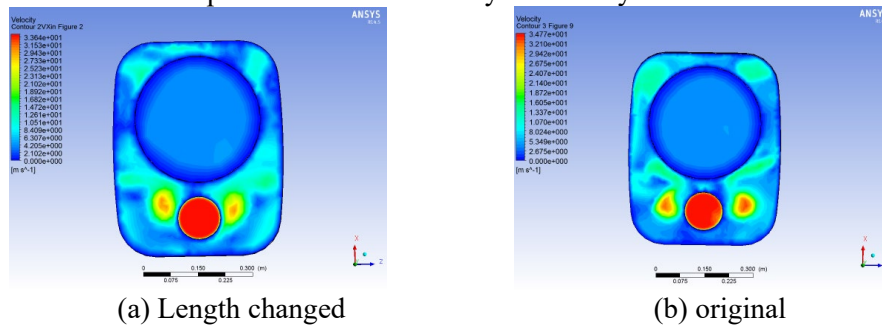 Velocity
Contour 2VXin Figure 2
3.364e+001
3.153e+001
2.943e+001
2.733e+001
2.523e+001
2.313e+001
2.102e+001
1.892e+001
1.682e+001
1.472e+001
1.261e+001
1.051e+001
8.409e+000
6.307e+000
4.205e+000
2.102e+000
0.000e+000
[m s^-1]
ANSYS
X
Z
0 0.150 0.300 (m)
0.075 0.225
(a) Length changed
Velocity
Contour 3 Figure 9
3.477e+001
3.210e+001
2.942e+001
2.675e+001
2.407e+001
2.140e+001
1.872e+001
1.605e+001
1.337e+001
1.070e+001
8.024e+000
5.349e+000
2.675e+000
0.000e+000
[m s^-1]
ANSYS
X
Z
0 0.150 0.300 (m)
0.075 0.225
(b) original